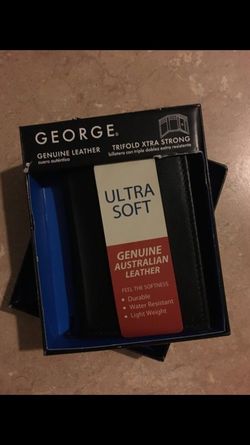 GEORGE®
GENUINE LEATHER
cuero auténtico
TRIFOLD XTRA STRONG
billetera con triple doblez extra resistente
ULTRA
SOFT
GENUINE
AUSTRALIAN
LEATHER
FEEL THE SOFTNESS
• Durable
• Water Resistant
• Light Weight